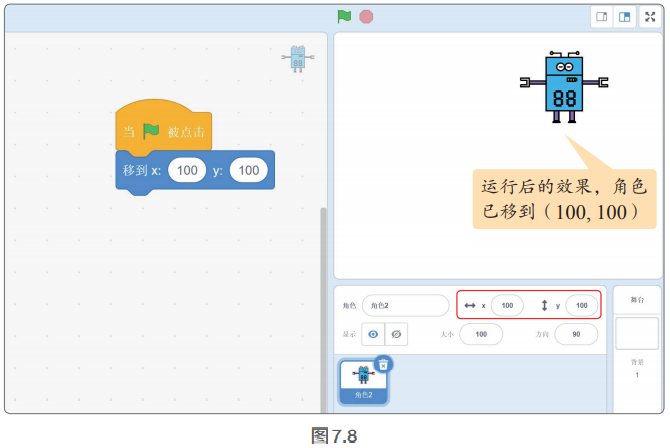 当 被点击
移到 x: 100 y: 100
88
运行后的效果，角色
已移到（100, 100）
角色 角色2 x 100 y 100
显示 大小 100 方向 90
角色2
舞台
背景
1
图7.8